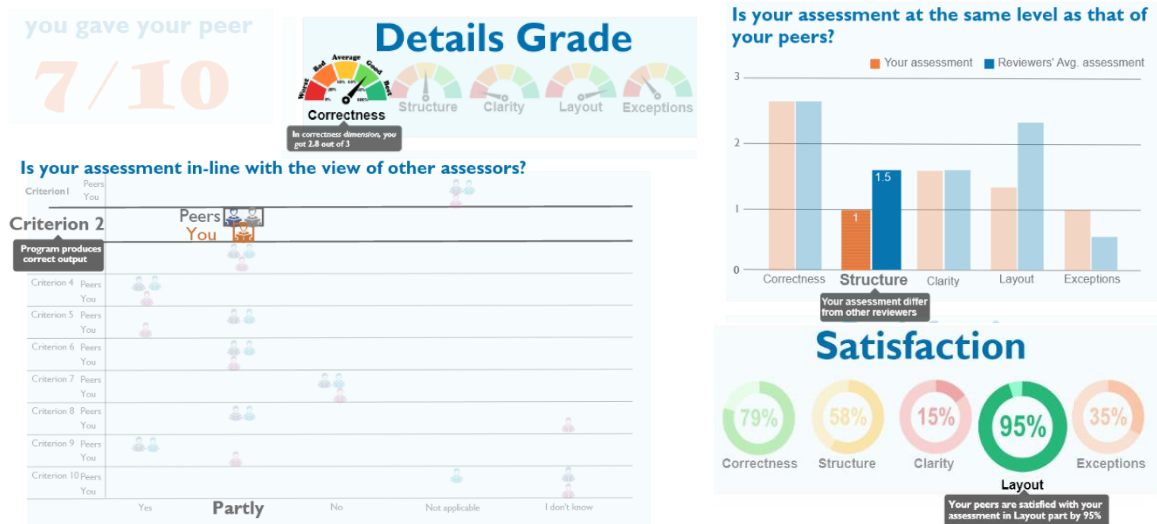 you gave your peer
7/10
Details Grade
Worst Bad Average Good Best
Correctness
Structure
Clarity
Layout
Exceptions
In correctness dimension, you
got 2.8 out of 3
Is your assessment in-line with the view of other assessors?
Criterion1 Peers
You
Criterion 2 Peers
You
Program produces
correct output
Criterion 4 Peers
You
Criterion 5 Peers
You
Criterion 6 Peers
You
Criterion 7 Peers
You
Criterion 8 Peers
You
Criterion 9 Peers
You
Criterion 10 Peers
You
Yes Partly No Not applicable I don't know
Is your assessment at the same level as that of
your peers?
Your assessment Reviewers' Avg. assessment
3
2
1
0
1.5
1
Correctness Structure Clarity Layout Exceptions
Your assessment differ
from other reviewers
Satisfaction
79% 58% 15% 95% 35%
Correctness Structure Clarity Layout Exceptions
Your peers are satisfied with your
assessment in Layout part by 95%